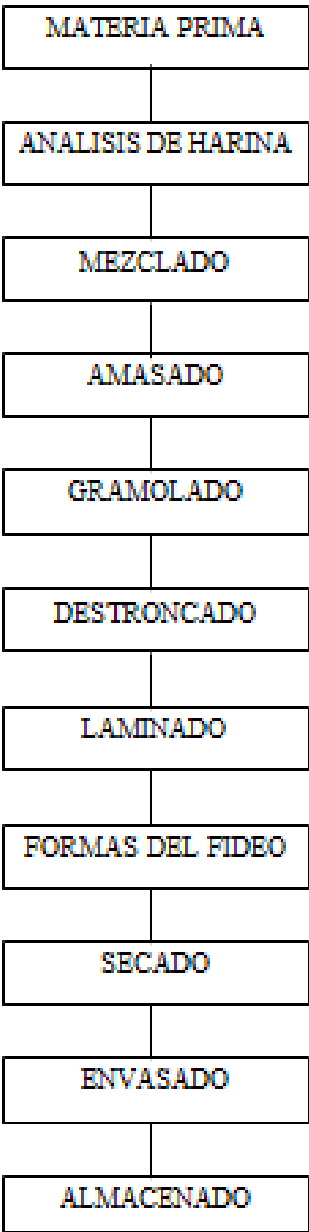 MATERIA PRIMA
ANALISIS DE HARINA
MEZCLADO
AMASADO
GRAMOLADO
DESTRONCADO
LAMINADO
FORMAS DEL FIDEO
SECADO
ENVASADO
ALMACENADO